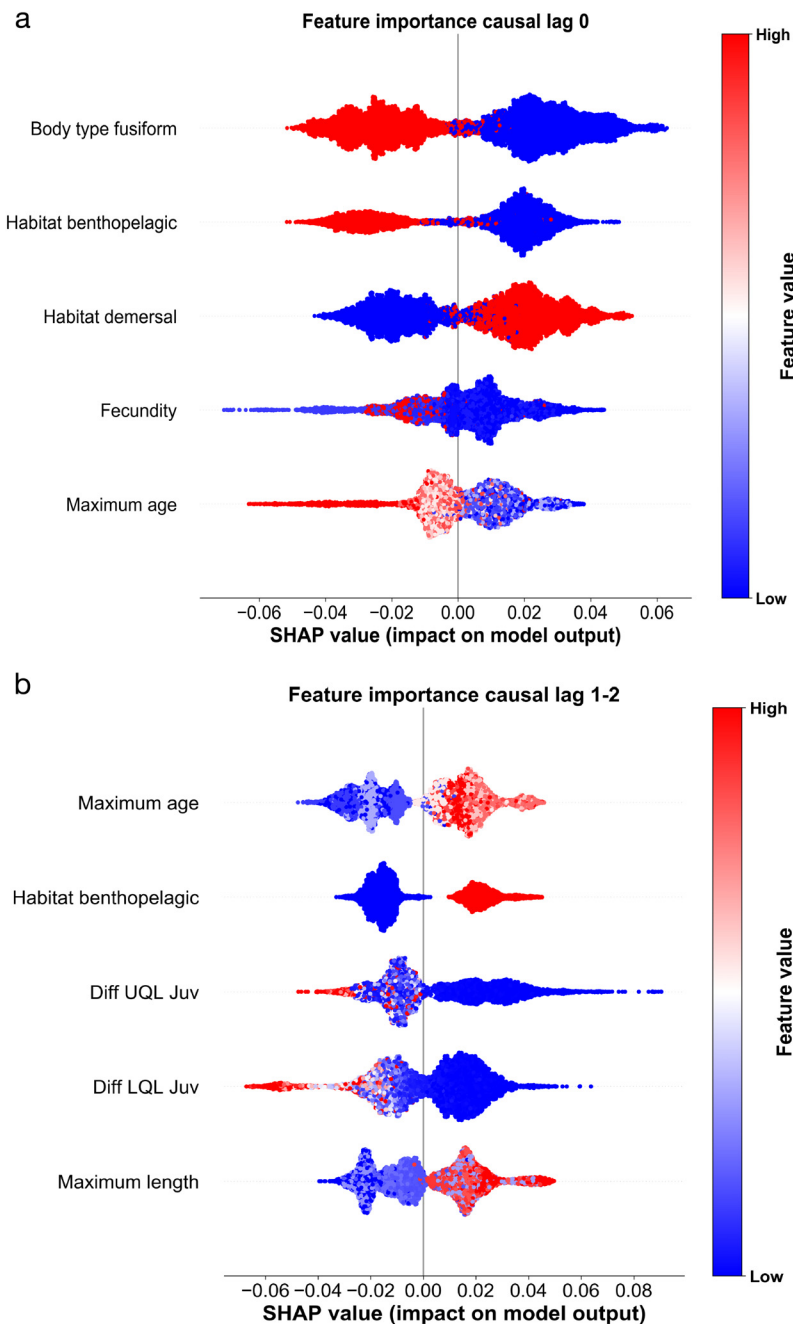 a
Feature importance causal lag 0
High
Body type fusiform
Habitat benthopelagic
Habitat demersal
Feature value
Fecundity
Maximum age
Low
−0.06 −0.04 −0.02 0.00 0.02 0.04 0.06
SHAP value (impact on model output)
b
Feature importance causal lag 1-2
High
Maximum age
Habitat benthopelagic
Diff UQL Juv
Feature value
Diff LQL Juv
Maximum length
Low
−0.06 −0.04 −0.02 0.00 0.02 0.04 0.06 0.08
SHAP value (impact on model output)